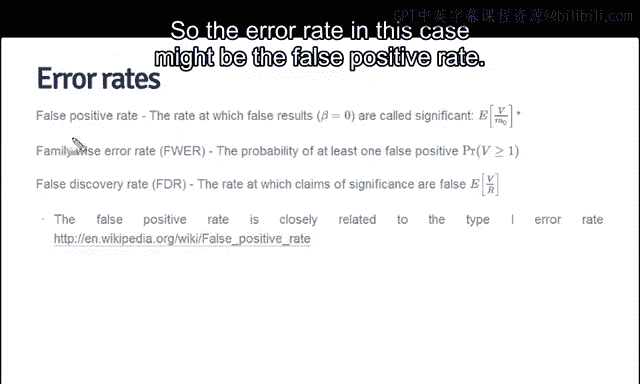 GPT中英字幕课程资源@bilibili
So the error rate in this case
might be the false positive rate.
Error rates
False positive rate - The rate at which false results (β = 0) are called significant: E[V/m₀]*
Family wise error rate (FWER) - The probability of at least one false positive Pr(V ≥ 1)
False discovery rate (FDR) - The rate at which claims of significance are false E[V/R]
· The false positive rate is closely related to the type I error
http://en.wikipedia.org/wiki/False_positive_rate